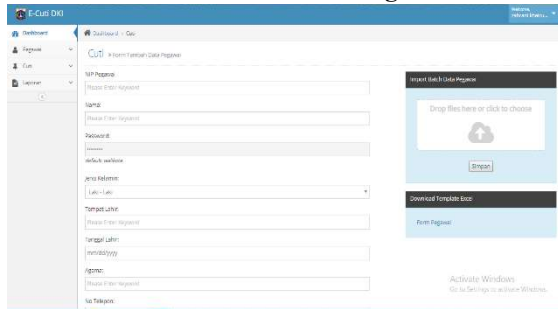 E-Cuti DKI
Welcome,
Dashboard
Pegawai
Cuti
Laporan
Dashboard › Cuti
Cuti » Form Tambah Data Pegawai
NIP Pegawai
Please Enter Keyword
Nama:
Please Enter Keyword
Password:
Jenis Kelamin:
Laki - Laki
Tempat Lahir:
Please Enter Keyword
Tanggal Lahir:
mm/dd/yyyy
Agama:
Please Enter Keyword
No Telepon:
Import Batch Data Pegawai
Drop files here or click to choose
Simpan
Download Template Excel
Form Pegawai
Activate Windows
Go to Settings to activate Windows.